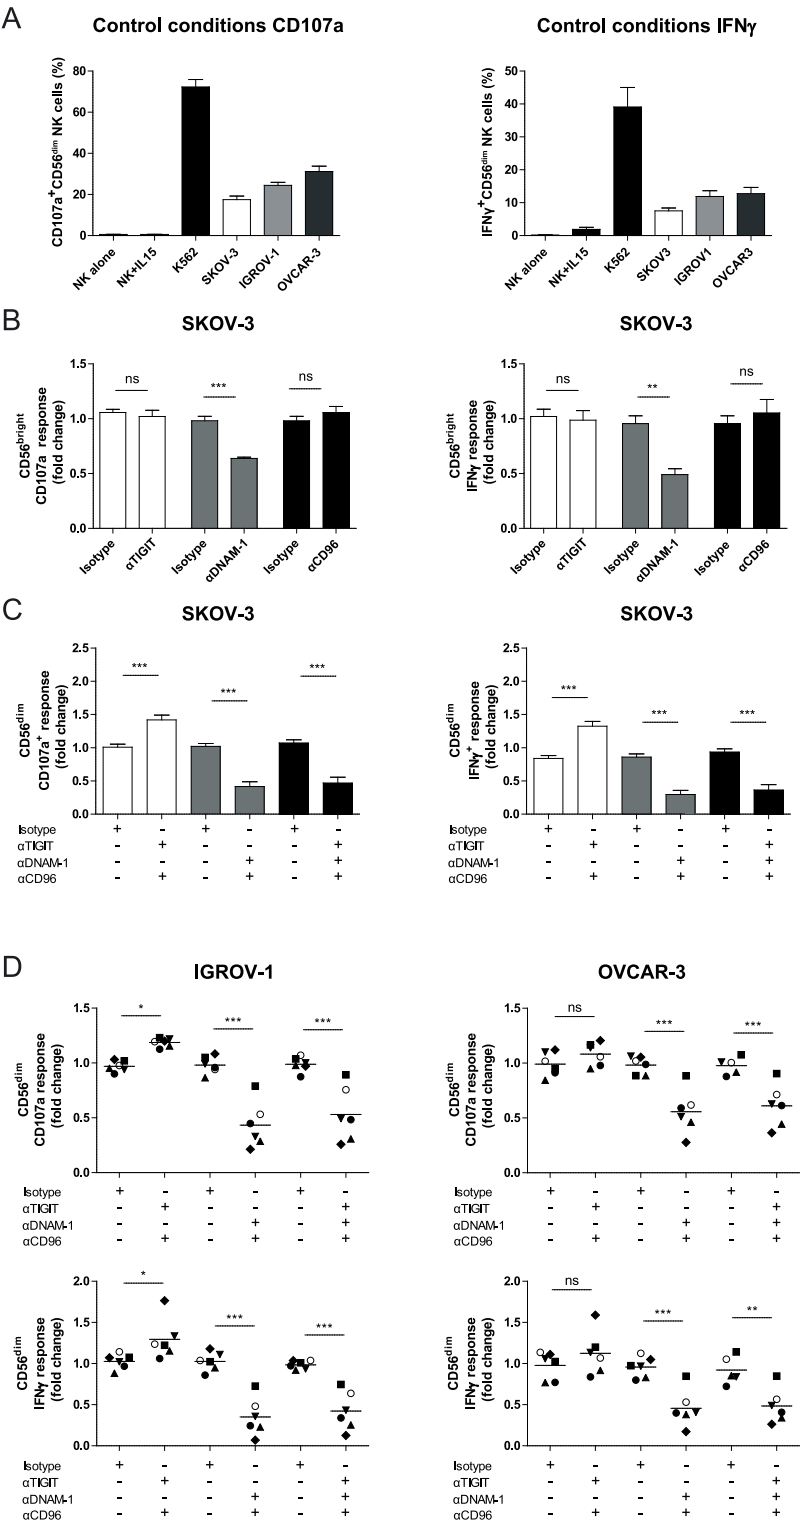 A
Control conditions CD107a
Control conditions IFNγ
CD107a⁺CD56ᵈⁱᵐ NK cells (%)
80
60
40
20
0
NK alone
NK+IL15
K562
SKOV-3
IGROV-1
OVCAR-3
IFNγ⁺CD56ᵈⁱᵐ NK cells (%)
50
40
30
20
10
0
NK alone
NK+IL15
K562
SKOV3
IGROV1
OVCAR3
B
SKOV-3
SKOV-3
CD56ᵇʳⁱᵍʰᵗ
CD107a response
(fold change)
1.5
1.0
0.5
0.0
ns
***
ns
Isotype
αTIGIT
Isotype
αDNAM-1
Isotype
αCD96
CD56ᵇʳⁱᵍʰᵗ
IFNγ response
(fold change)
1.5
1.0
0.5
0.0
ns
**
ns
Isotype
αTIGIT
Isotype
αDNAM-1
Isotype
αCD96
C
SKOV-3
SKOV-3
CD56ᵈⁱᵐ
CD107a⁺ response
(fold change)
2.5
2.0
1.5
1.0
0.5
0.0
***
***
***
Isotype + - + - + -
αTIGIT - + - - - +
αDNAM-1 - - - + - +
αCD96 - + - + - +
CD56ᵈⁱᵐ
IFNγ⁺ response
(fold change)
2.5
2.0
1.5
1.0
0.5
0.0
***
***
***
Isotype + - + - + -
αTIGIT - + - - - +
αDNAM-1 - - - + - +
αCD96 - + - + - +
D
IGROV-1
OVCAR-3
CD56ᵈⁱᵐ
CD107a response
(fold change)
1.5
1.0
0.5
0.0
*
***
***
Isotype + - + - + -
αTIGIT - + - - - +
αDNAM-1 - - - + - +
αCD96 - + - + - +
CD56ᵈⁱᵐ
CD107a response
(fold change)
1.5
1.0
0.5
0.0
ns
***
***
Isotype + - + - + -
αTIGIT - + - - - +
αDNAM-1 - - - + - +
αCD96 - + - + - +
CD56ᵈⁱᵐ
IFNγ response
(fold change)
2.0
1.5
1.0
0.5
0.0
*
***
***
Isotype + - + - + -
αTIGIT - + - - - +
αDNAM-1 - - - + - +
αCD96 - + - + - +
CD56ᵈⁱᵐ
IFNγ response
(fold change)
2.0
1.5
1.0
0.5
0.0
ns
***
**
Isotype + - + - + -
αTIGIT - + - - - +
αDNAM-1 - - - + - +
αCD96 - + - + - +